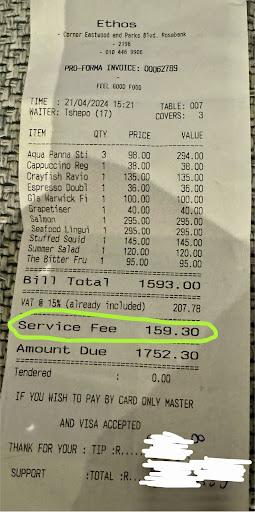 Ethos
- Corner Eastwood and Parks Blvd, Rosebank
- 2196
- 010 446 9906
PRO-FORMA INVOICE: 00062789
FEEL GOOD FOOD
TIME : 21/04/2024 15:21 TABLE: 007
WAITER: Tshepo (17) COVERS: 3
ITEM QTY PRICE VALUE
Aqua Panna Sti 3 98.00 294.00
Cappuccino Reg 1 38.00 38.00
Crayfish Ravio 1 135.00 135.00
Espresso Doubl 1 36.00 36.00
Gls Warwick Fi 1 100.00 100.00
Grapetiser 1 40.00 40.00
Salmon 1 295.00 295.00
Seafood Lingui 1 295.00 295.00
Stuffed Squid 1 145.00 145.00
Summer Salad 1 120.00 120.00
The Bitter Fru 1 95.00 95.00
Bill Total 1593.00
VAT @ 15% (already included) 207.78
Service Fee 159.30
Amount Due 1752.30
Tendered : 0.00
IF YOU WISH TO PAY BY CARD ONLY MASTER
AND VISA ACCEPTED
THANK FOR YOUR : TIP :R....
SUPPORT :TOTAL :R....